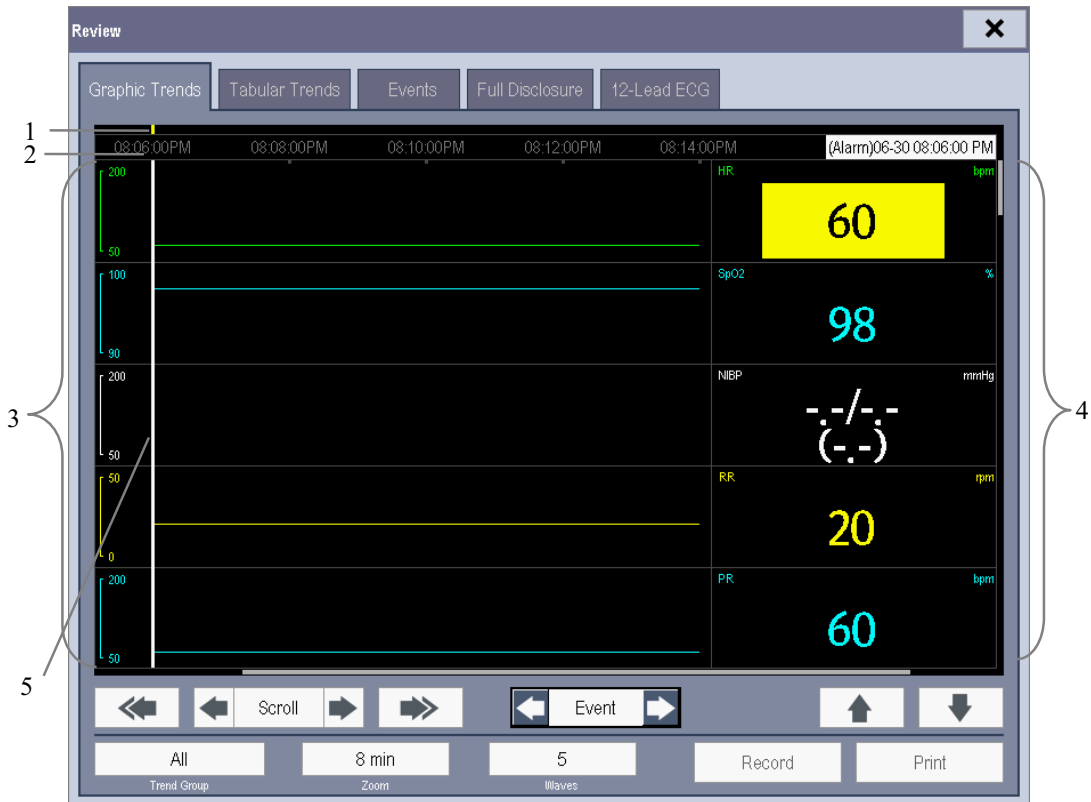 Review
Graphic Trends
Tabular Trends
Events
Full Disclosure
12-Lead ECG
1
2
08:06:00PM 08:08:00PM 08:10:00PM 08:12:00PM 08:14:00PM
(Alarm)06-30 08:06:00 PM
200
50
HR bpm
60
100
90
SpO2 %
98
200
50
NIBP mmHg
-.-/-.-
(-.-)
3
4
50
0
RR rpm
20
200
50
PR bpm
60
5
Scroll
Event
All
Trend Group
8 min
Zoom
5
Waves
Record
Print